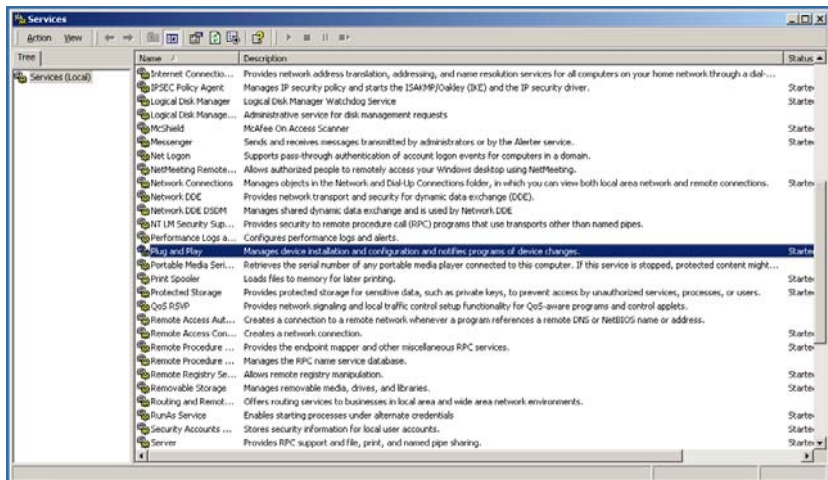 Services
Action View
Tree
Services (Local)
Name Description Status
Internet Connectio... Provides network address translation, addressing, and name resolution services for all computers on your home network through a dial-...
IPSEC Policy Agent Manages IP security policy and starts the ISAKMP/Oakley (IKE) and the IP security driver. Starte
Logical Disk Manager Logical Disk Manager Watchdog Service Starte
Logical Disk Manage... Administrative service for disk management requests
McShield McAfee On Access Scanner Starte
Messenger Sends and receives messages transmitted by administrators or by the Alerter service. Starte
Net Logon Supports pass-through authentication of account logon events for computers in a domain.
NetMeeting Remote... Allows authorized people to remotely access your Windows desktop using NetMeeting.
Network Connections Manages objects in the Network and Dial-Up Connections folder, in which you can view both local area network and remote connections. Starte
Network DDE Provides network transport and security for dynamic data exchange (DDE).
Network DDE DSDM Manages shared dynamic data exchange and is used by Network DDE
NT LM Security Sup... Provides security to remote procedure call (RPC) programs that use transports other than named pipes.
Performance Logs a... Configures performance logs and alerts.
Plug and Play Manages device installation and configuration and notifies programs of device changes. Starte
Portable Media Seri... Retrieves the serial number of any portable media player connected to this computer. If this service is stopped, protected content might...
Print Spooler Loads files to memory for later printing. Starte
Protected Storage Provides protected storage for sensitive data, such as private keys, to prevent access by unauthorized services, processes, or users. Starte
QoS RSVP Provides network signaling and local traffic control setup functionality for QoS-aware programs and control applets.
Remote Access Aut... Creates a connection to a remote network whenever a program references a remote DNS or NetBIOS name or address.
Remote Access Con... Creates a network connection. Starte
Remote Procedure ... Provides the endpoint mapper and other miscellaneous RPC services. Starte
Remote Procedure ... Manages the RPC name service database.
Remote Registry Se... Allows remote registry manipulation. Starte
Removable Storage Manages removable media, drives, and libraries. Starte
Routing and Remot... Offers routing services to businesses in local area and wide area network environments.
RunAs Service Enables starting processes under alternate credentials Starte
Security Accounts ... Stores security information for local user accounts. Starte
Server Provides RPC support and file, print, and named pipe sharing. Starte